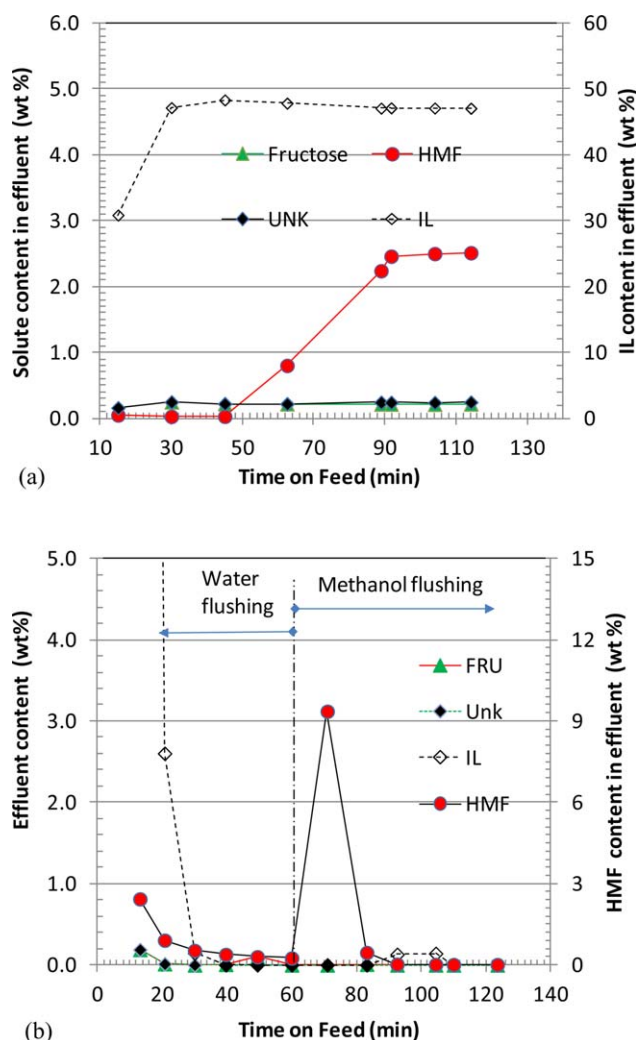 6.0
5.0
4.0
3.0
2.0
1.0
0.0
Solute content in effluent (wt %)
60
50
40
30
20
10
0
IL content in effluent (wt %)
Fructose
HMF
UNK
IL
10 30 50 70 90 110 130
Time on Feed (min)
(a)
5.0
4.0
3.0
2.0
1.0
0.0
Effluent content (wt%)
15
12
9
6
3
0
HMF content in effluent (wt %)
Water
flushing
Methanol flushing
FRU
Unk
IL
HMF
0 20 40 60 80 100 120 140
Time on Feed (min)
(b)